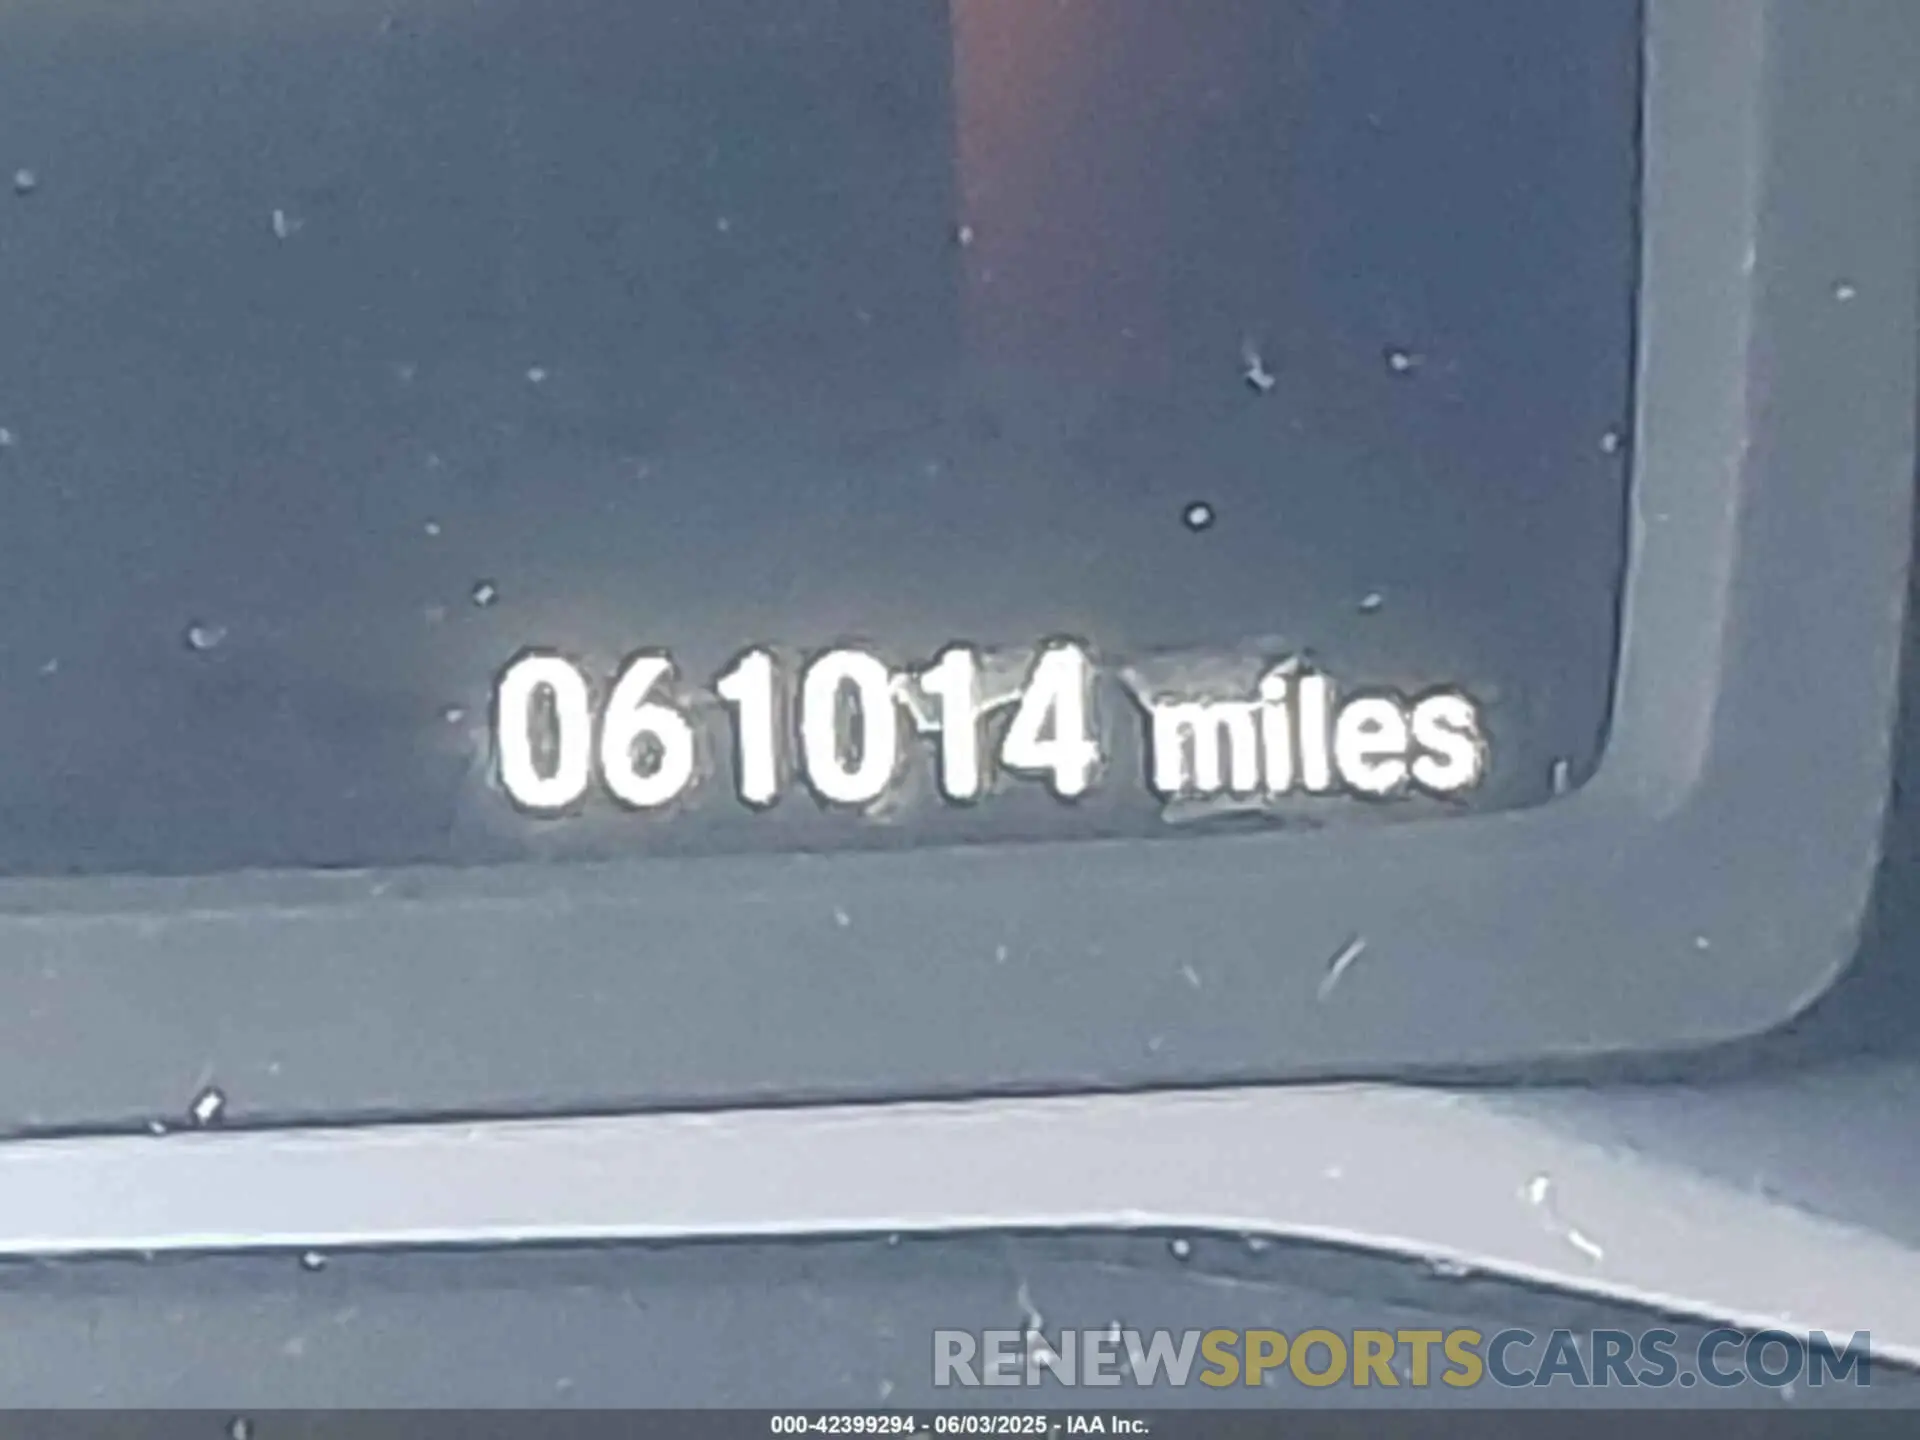 061014 miles
RENEWSPORTSCARS.COM
000-42399294 - 06/03/2025 - IAA Inc.